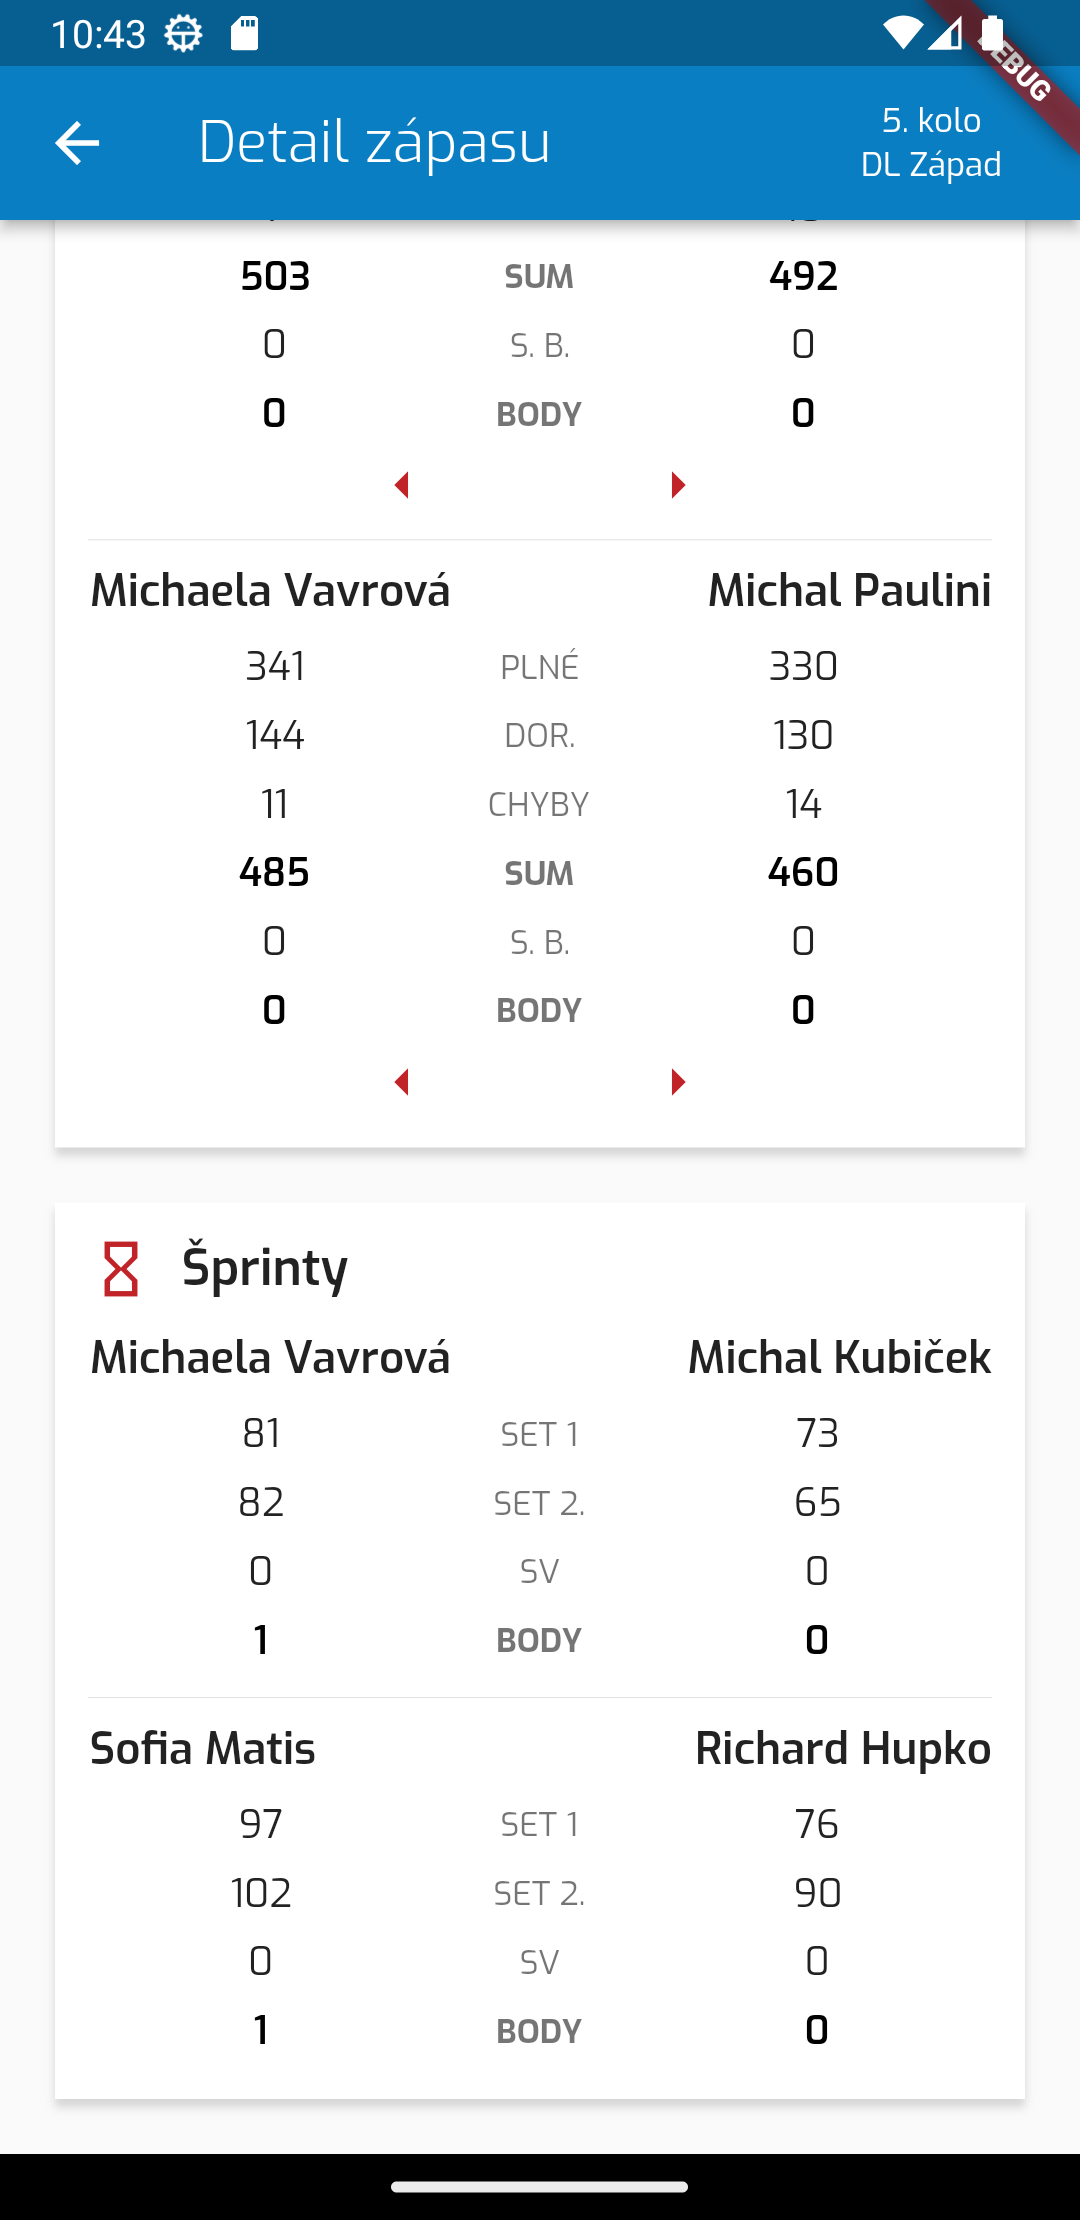 10:43
DEBUG
Detail zápasu
5. kolo
DL Západ
503 SUM 492
0 S. B. 0
0 BODY 0
Michaela Vavrová Michal Paulini
341 PLNÉ 330
144 DOR. 130
11 CHYBY 14
485 SUM 460
0 S. B. 0
0 BODY 0
Šprinty
Michaela Vavrová Michal Kubiček
81 SET 1 73
82 SET 2. 65
0 SV 0
1 BODY 0
Sofia Matis Richard Hupko
97 SET 1 76
102 SET 2. 90
0 SV 0
1 BODY 0